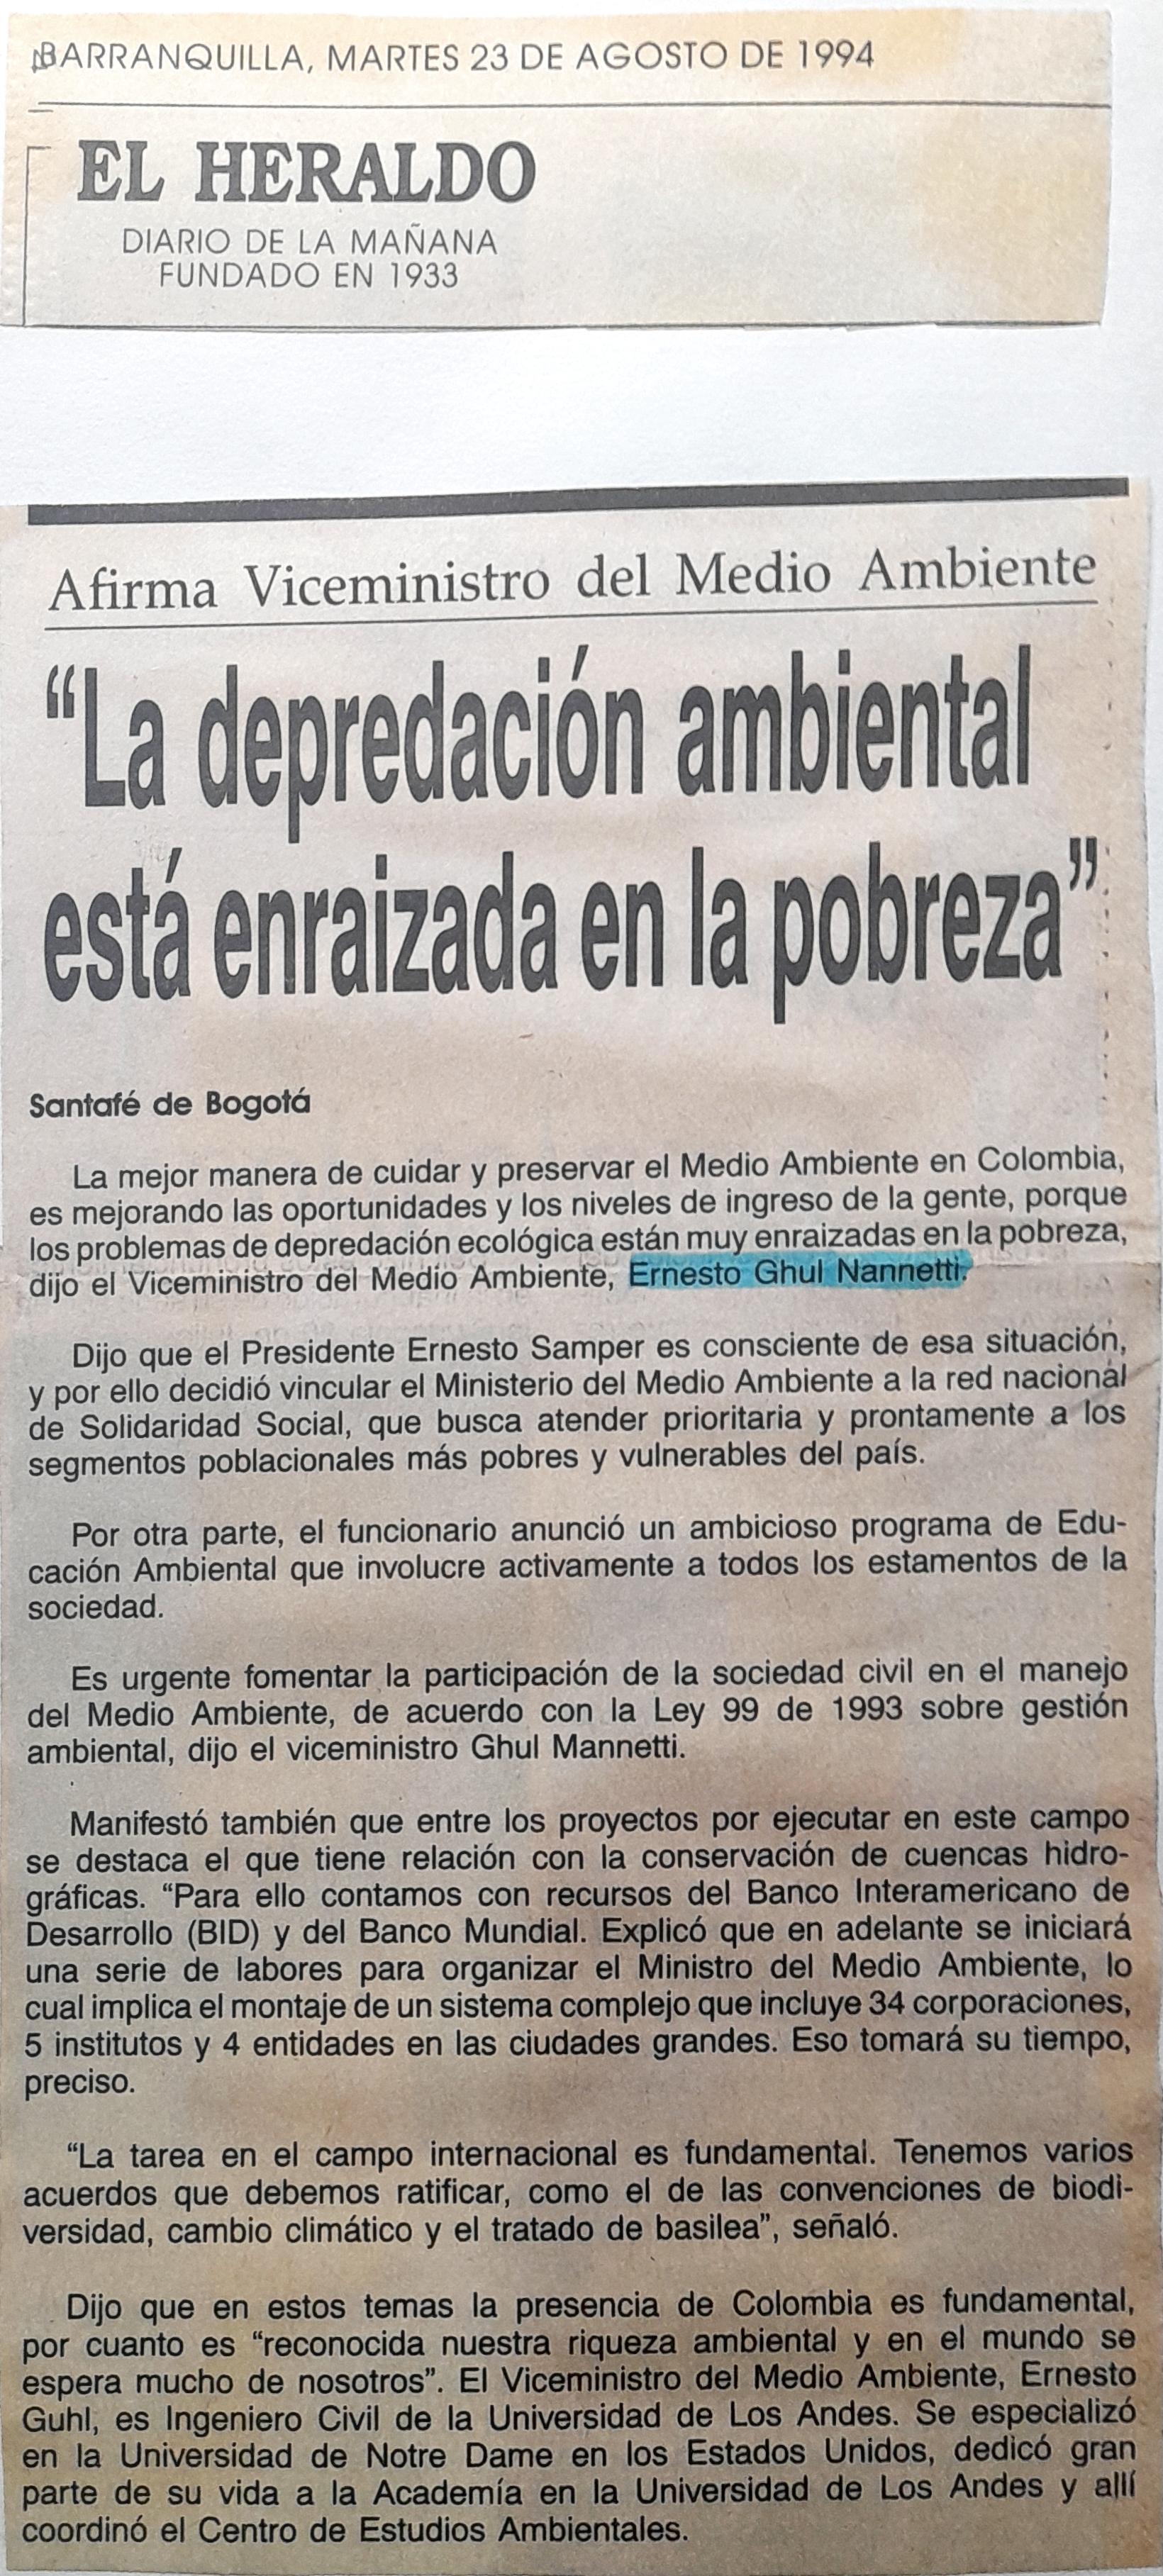 BARRANQUILLA, MARTES 23 DE AGOSTO DE 1994
EL HERALDO
DIARIO DE LA MAÑANA
FUNDADO EN 1933
Afirma Viceministro del Medio Ambiente
“La depredación ambiental
está enraizada en la pobreza”
Santafé de Bogotá
La mejor manera de cuidar y preservar el Medio Ambiente en Colombia,
es mejorando las oportunidades y los niveles de ingreso de la gente, porque
los problemas de depredación ecológica están muy enraizadas en la pobreza,
dijo el Viceministro del Medio Ambiente, Ernesto Ghul Nannetti.
Dijo que el Presidente Ernesto Samper es consciente de esa situación,
y por ello decidió vincular el Ministerio del Medio Ambiente a la red nacional
de Solidaridad Social, que busca atender prioritaria y prontamente a los
segmentos poblacionales más pobres y vulnerables del país.
Por otra parte, el funcionario anunció un ambicioso programa de Edu-
cación Ambiental que involucre activamente a todos los estamentos de la
sociedad.
Es urgente fomentar la participación de la sociedad civil en el manejo
del Medio Ambiente, de acuerdo con la Ley 99 de 1993 sobre gestión
ambiental, dijo el viceministro Ghul Mannetti.
Manifestó también que entre los proyectos por ejecutar en este campo
se destaca el que tiene relación con la conservación de cuencas hidro-
gráficas. “Para ello contamos con recursos del Banco Interamericano de
Desarrollo (BID) y del Banco Mundial. Explicó que en adelante se iniciará
una serie de labores para organizar el Ministro del Medio Ambiente, lo
cual implica el montaje de un sistema complejo que incluye 34 corporaciones,
5 institutos y 4 entidades en las ciudades grandes. Eso tomará su tiempo,
preciso.
“La tarea en el campo internacional es fundamental. Tenemos varios
acuerdos que debemos ratificar, como el de las convenciones de biodi-
versidad, cambio climático y el tratado de basilea”, señaló.
Dijo que en estos temas la presencia de Colombia es fundamental,
por cuanto es “reconocida nuestra riqueza ambiental y en el mundo se
espera mucho de nosotros”. El Viceministro del Medio Ambiente, Ernesto
Guhl, es Ingeniero Civil de la Universidad de Los Andes. Se especializó
en la Universidad de Notre Dame en los Estados Unidos, dedicó gran
parte de su vida a la Academía en la Universidad de Los Andes y allí
coordinó el Centro de Estudios Ambientales.